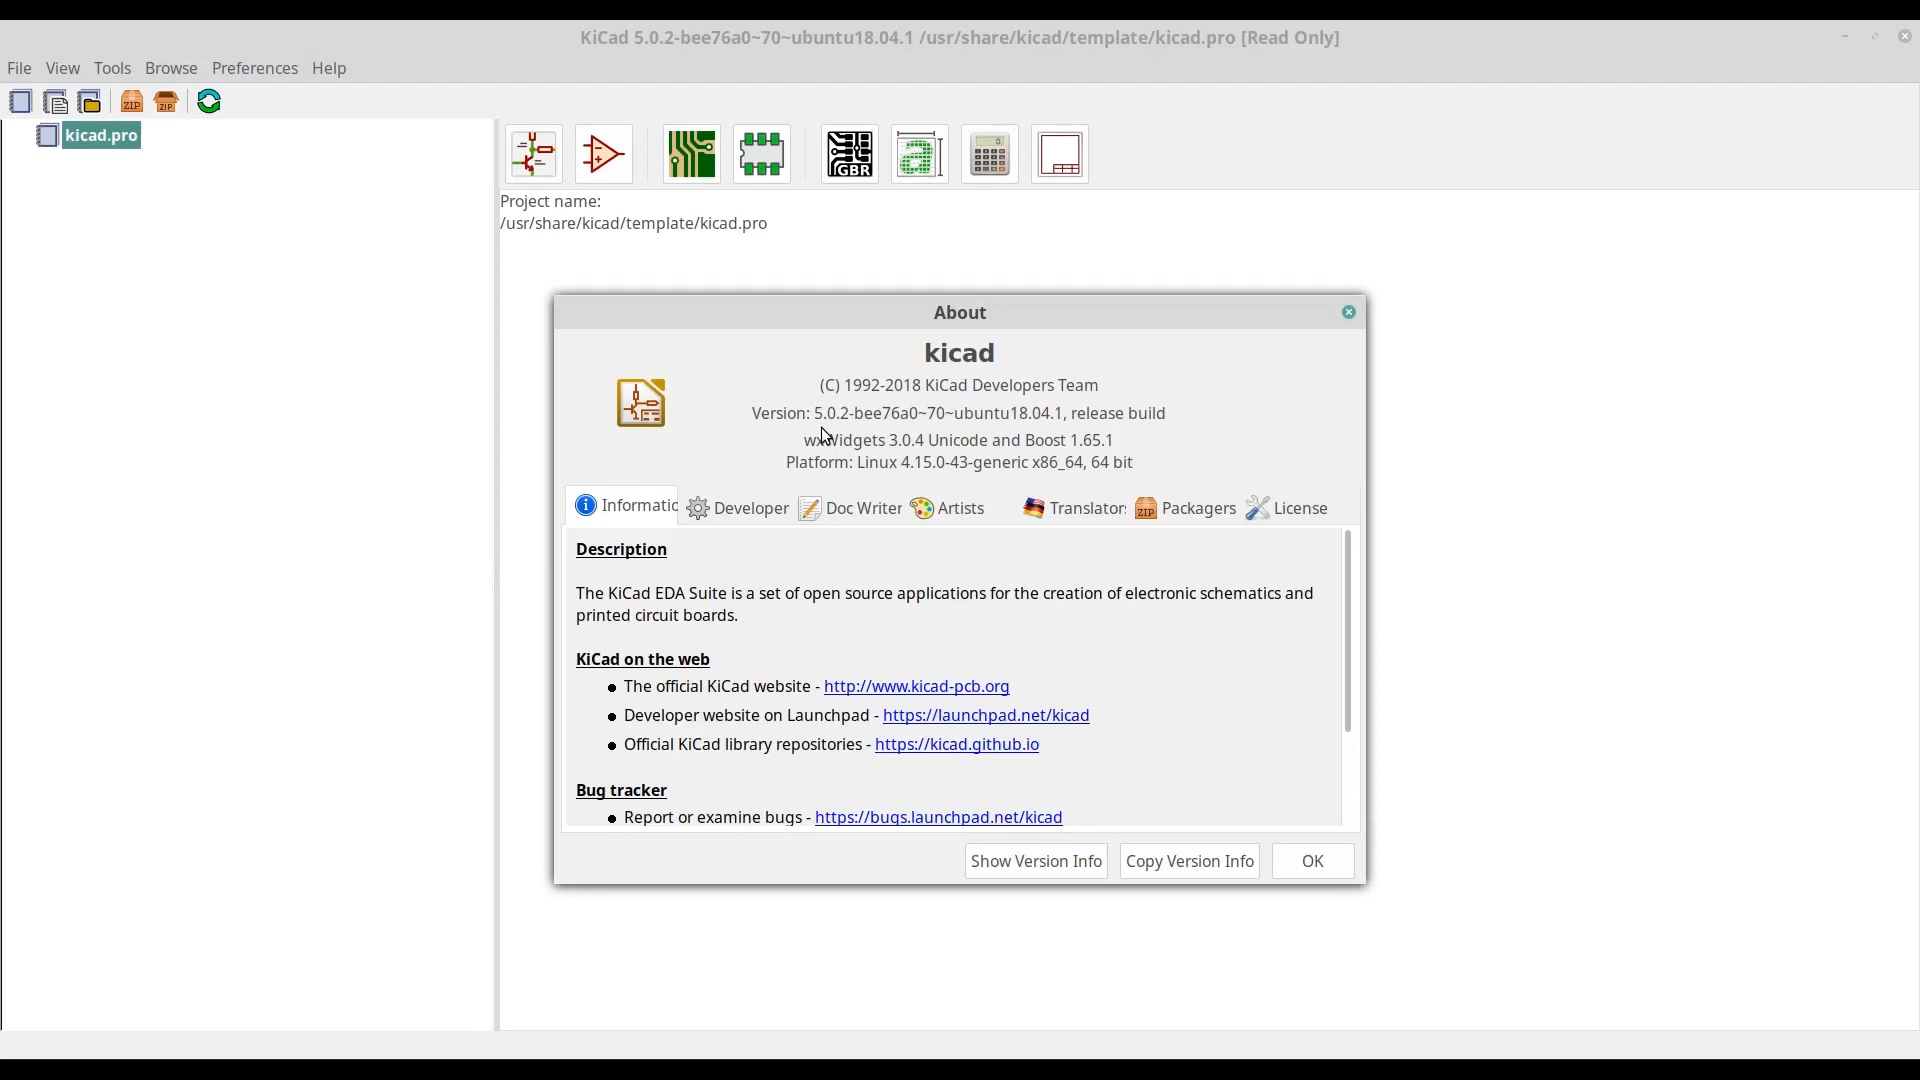 KiCad 5.0.2-bee76a0~70~ubuntu18.04.1 /usr/share/kicad/template/kicad.pro [Read Only]
File View Tools Browse Preferences Help
ZIP ZIP
kicad.pro
GBR a 0
Project name:
/usr/share/kicad/template/kicad.pro
About
kicad
(C) 1992-2018 KiCad Developers Team
Version: 5.0.2-bee76a0~70~ubuntu18.04.1, release build
wxWidgets 3.0.4 Unicode and Boost 1.65.1
Platform: Linux 4.15.0-43-generic x86_64, 64 bit
Informatic Developer Doc Writer Artists Translator: ZIP Packagers License
Description
The KiCad EDA Suite is a set of open source applications for the creation of electronic schematics and
printed circuit boards.
KiCad on the web
● The official KiCad website - http://www.kicad-pcb.org
● Developer website on Launchpad - https://launchpad.net/kicad
● Official KiCad library repositories - https://kicad.github.io
Bug tracker
● Report or examine bugs - https://bugs.launchpad.net/kicad
Show Version Info Copy Version Info OK